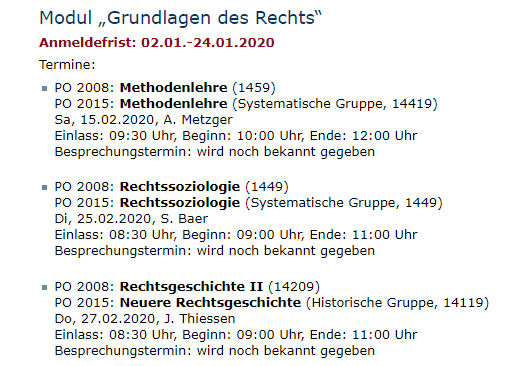 Modul „Grundlagen des Rechts“
Anmeldefrist: 02.01.-24.01.2020
Termine:
PO 2008: Methodenlehre (1459)
PO 2015: Methodenlehre (Systematische Gruppe, 14419)
Sa, 15.02.2020, A. Metzger
Einlass: 09:30 Uhr, Beginn: 10:00 Uhr, Ende: 12:00 Uhr
Besprechungstermin: wird noch bekannt gegeben
PO 2008: Rechtssoziologie (1449)
PO 2015: Rechtssoziologie (Systematische Gruppe, 1449)
Di, 25.02.2020, S. Baer
Einlass: 08:30 Uhr, Beginn: 09:00 Uhr, Ende: 11:00 Uhr
Besprechungstermin: wird noch bekannt gegeben
PO 2008: Rechtsgeschichte II (14209)
PO 2015: Neuere Rechtsgeschichte (Historische Gruppe, 14119)
Do, 27.02.2020, J. Thiessen
Einlass: 08:30 Uhr, Beginn: 09:00 Uhr, Ende: 11:00 Uhr
Besprechungstermin: wird noch bekannt gegeben